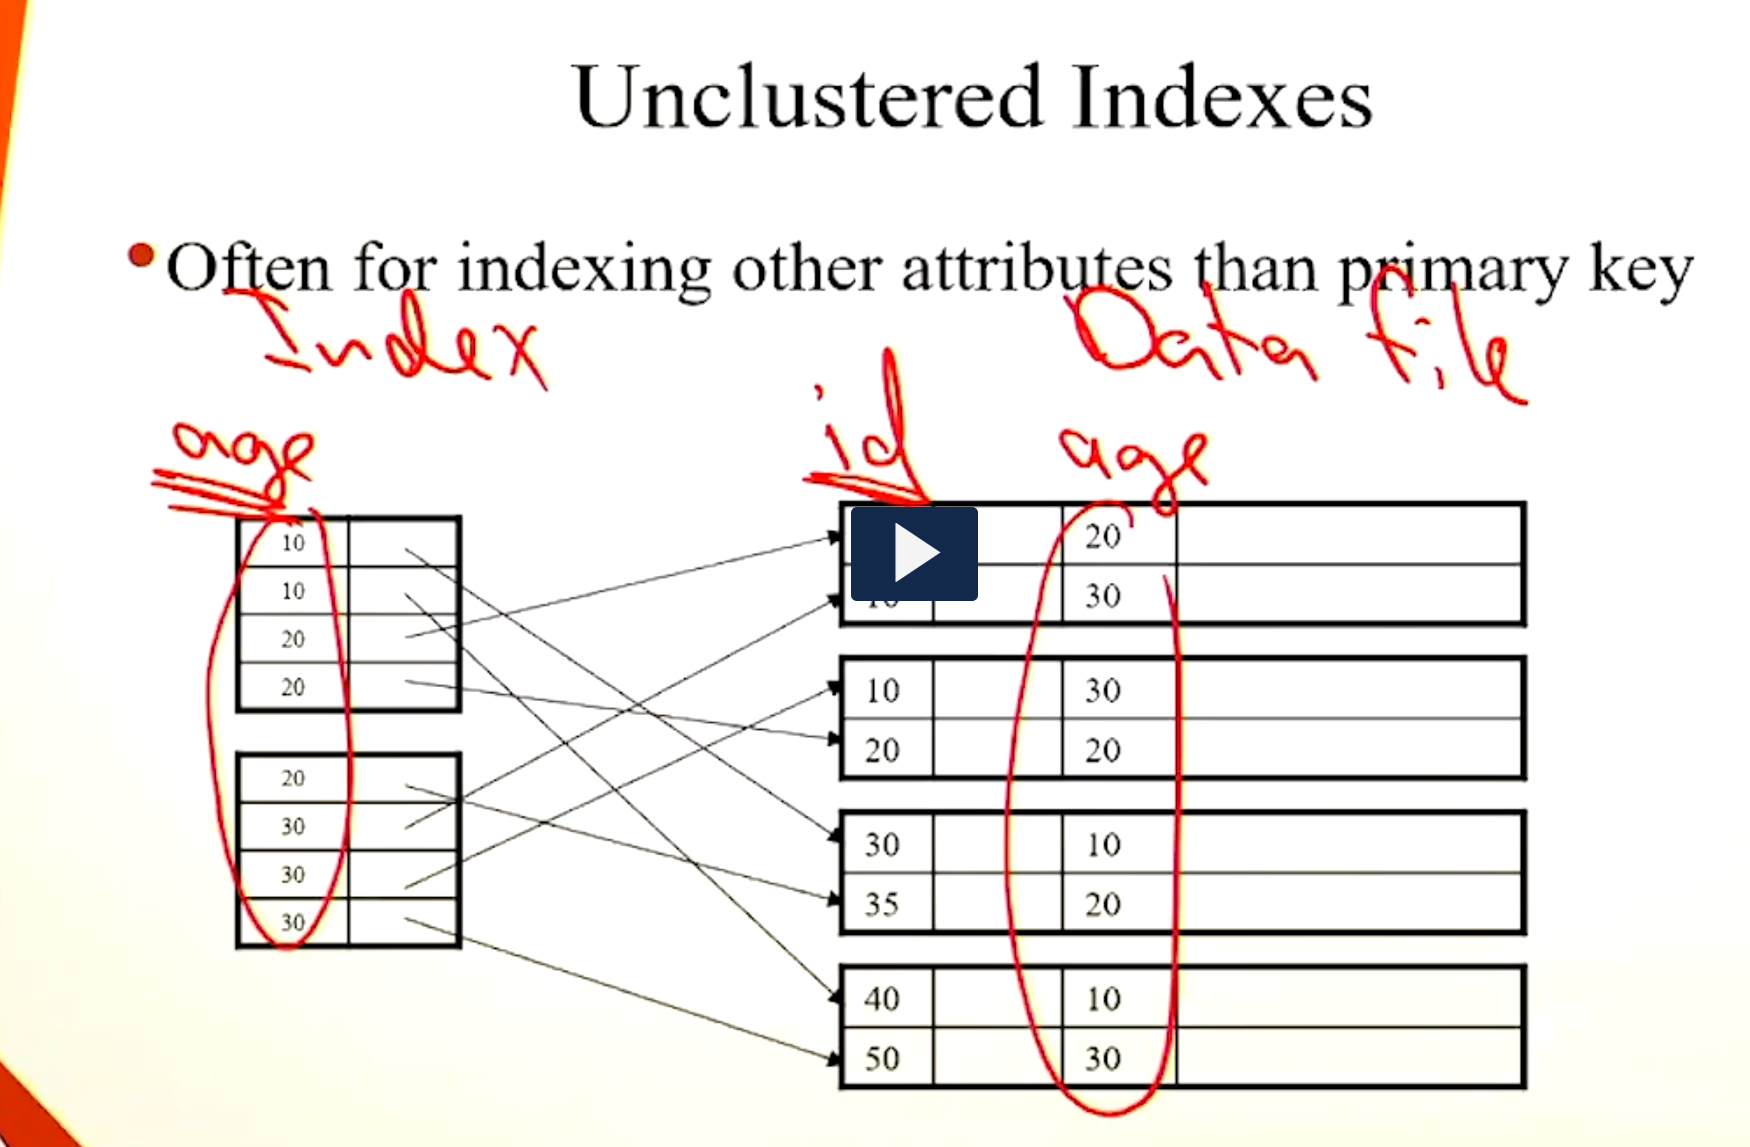 Unclustered Indexes
• Often for indexing other attributes than primary key
Index
Data file
age
id
age
10
10
20
20
20
30
30
30
20
30
10 30
20 20
30 10
35 20
40 10
50 30